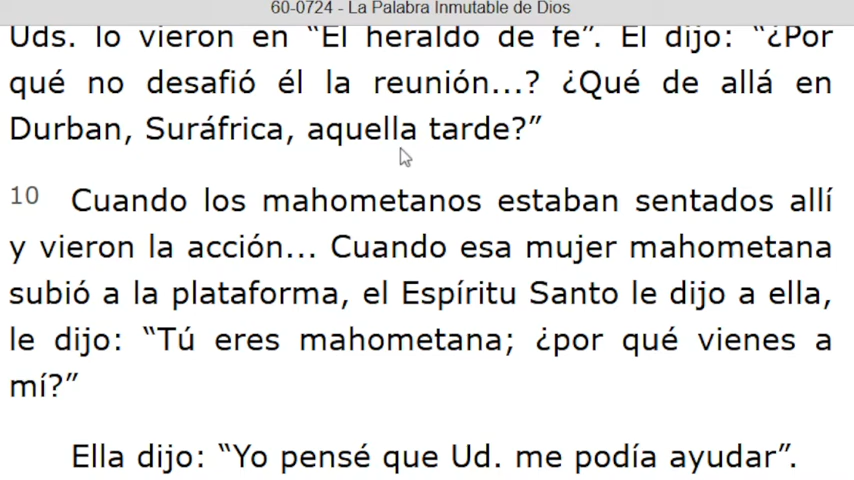 60-0724 - La Palabra Inmutable de Dios
Uds. lo vieron en “El heraldo de fe”. Él dijo: “¿Por
qué no desafió él la reunión...? ¿Qué de allá en
Durban, Suráfrica, aquella tarde?”
10 Cuando los mahometanos estaban sentados allí
y vieron la acción... Cuando esa mujer mahometana
subió a la plataforma, el Espíritu Santo le dijo a ella,
le dijo: “Tú eres mahometana; ¿por qué vienes a
mí?”
Ella dijo: “Yo pensé que Ud. me podía ayudar”.